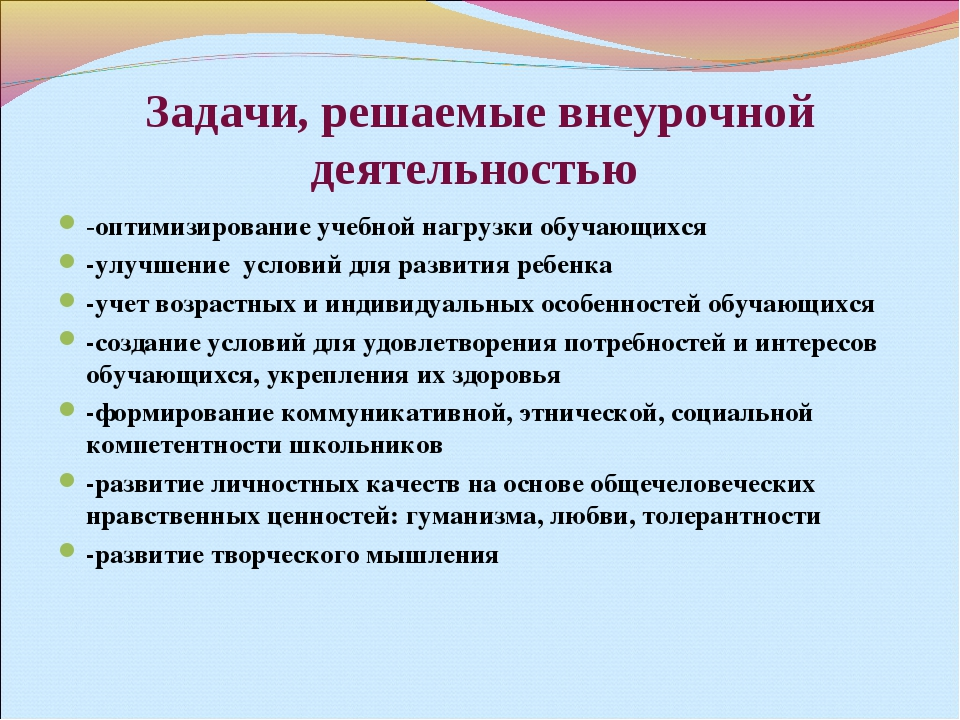 Задачи, решаемые внеурочной
деятельностью
-оптимизирование учебной нагрузки обучающихся
-улучшение  условий для развития ребенка
-учет возрастных и индивидуальных особенностей обучающихся
-создание условий для удовлетворения потребностей и интересов
обучающихся, укрепления их здоровья
-формирование коммуникативной, этнической, социальной
компетентности школьников
-развитие личностных качеств на основе общечеловеческих
нравственных ценностей: гуманизма, любви, толерантности
-развитие творческого мышления